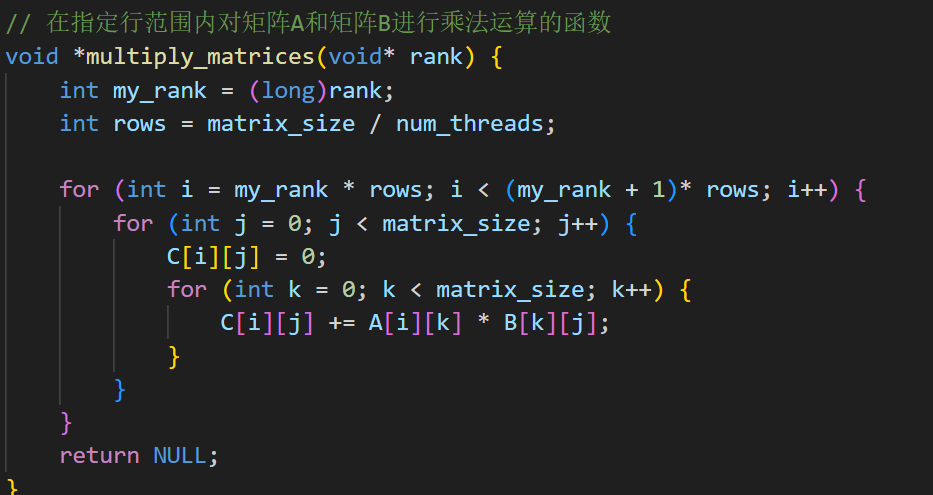 // 在指定行范围内对矩阵A和矩阵B进行乘法运算的函数
void *multiply_matrices(void* rank) {
    int my_rank = (long)rank;
    int rows = matrix_size / num_threads;

    for (int i = my_rank * rows; i < (my_rank + 1)* rows; i++) {
        for (int j = 0; j < matrix_size; j++) {
            C[i][j] = 0;
            for (int k = 0; k < matrix_size; k++) {
                C[i][j] += A[i][k] * B[k][j];
            }
        }
    }
    return NULL;
}